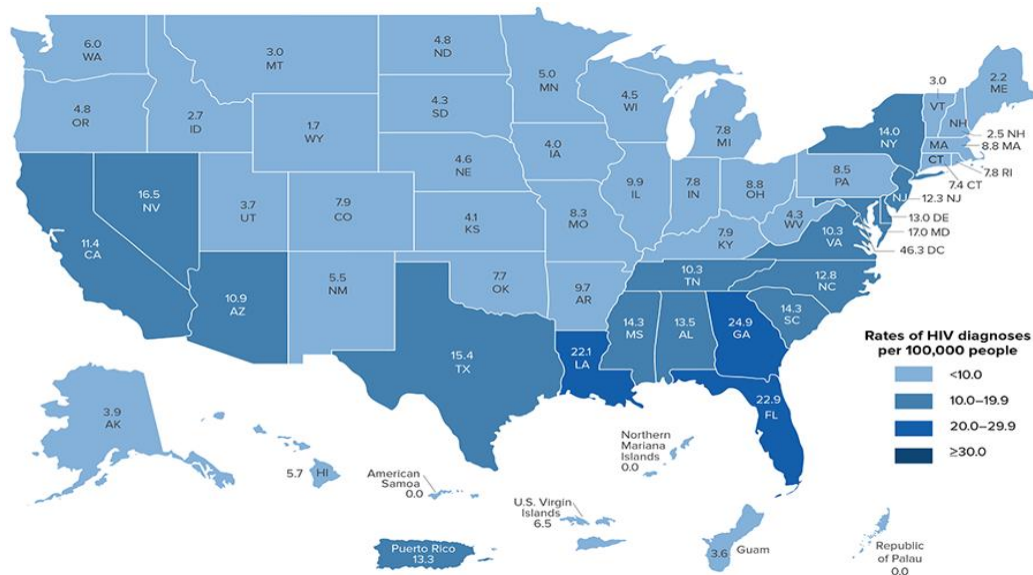 6.0
WA
3.0
MT
4.8
ND
5.0
MN
4.5
WI
7.8
MI
3.0
VT
2.2
ME
NH
2.5 NH
MA
8.8 MA
CT
7.8 RI
7.4 CT
4.8
OR
2.7
ID
1.7
WY
4.3
SD
4.0
IA
14.0
NY
16.5
NV
3.7
UT
7.9
CO
4.6
NE
4.1
KS
8.3
MO
9.9
IL
7.8
IN
8.8
OH
8.5
PA
NJ
12.3 NJ
13.0 DE
17.0 MD
46.3 DC
4.3
WV
10.3
VA
7.9
KY
11.4
CA
10.9
AZ
5.5
NM
7.7
OK
9.7
AR
10.3
TN
12.8
NC
14.3
SC
15.4
TX
22.1
LA
14.3
MS
13.5
AL
24.9
GA
22.9
FL
Rates of HIV diagnoses
per 100,000 people
<10.0
10.0–19.9
20.0–29.9
≥30.0
3.9
AK
5.7
HI
American
Samoa
0.0
Northern
Mariana
Islands
0.0
U.S. Virgin
Islands
6.5
Puerto Rico
13.3
3.6
Guam
Republic
of Palau
0.0